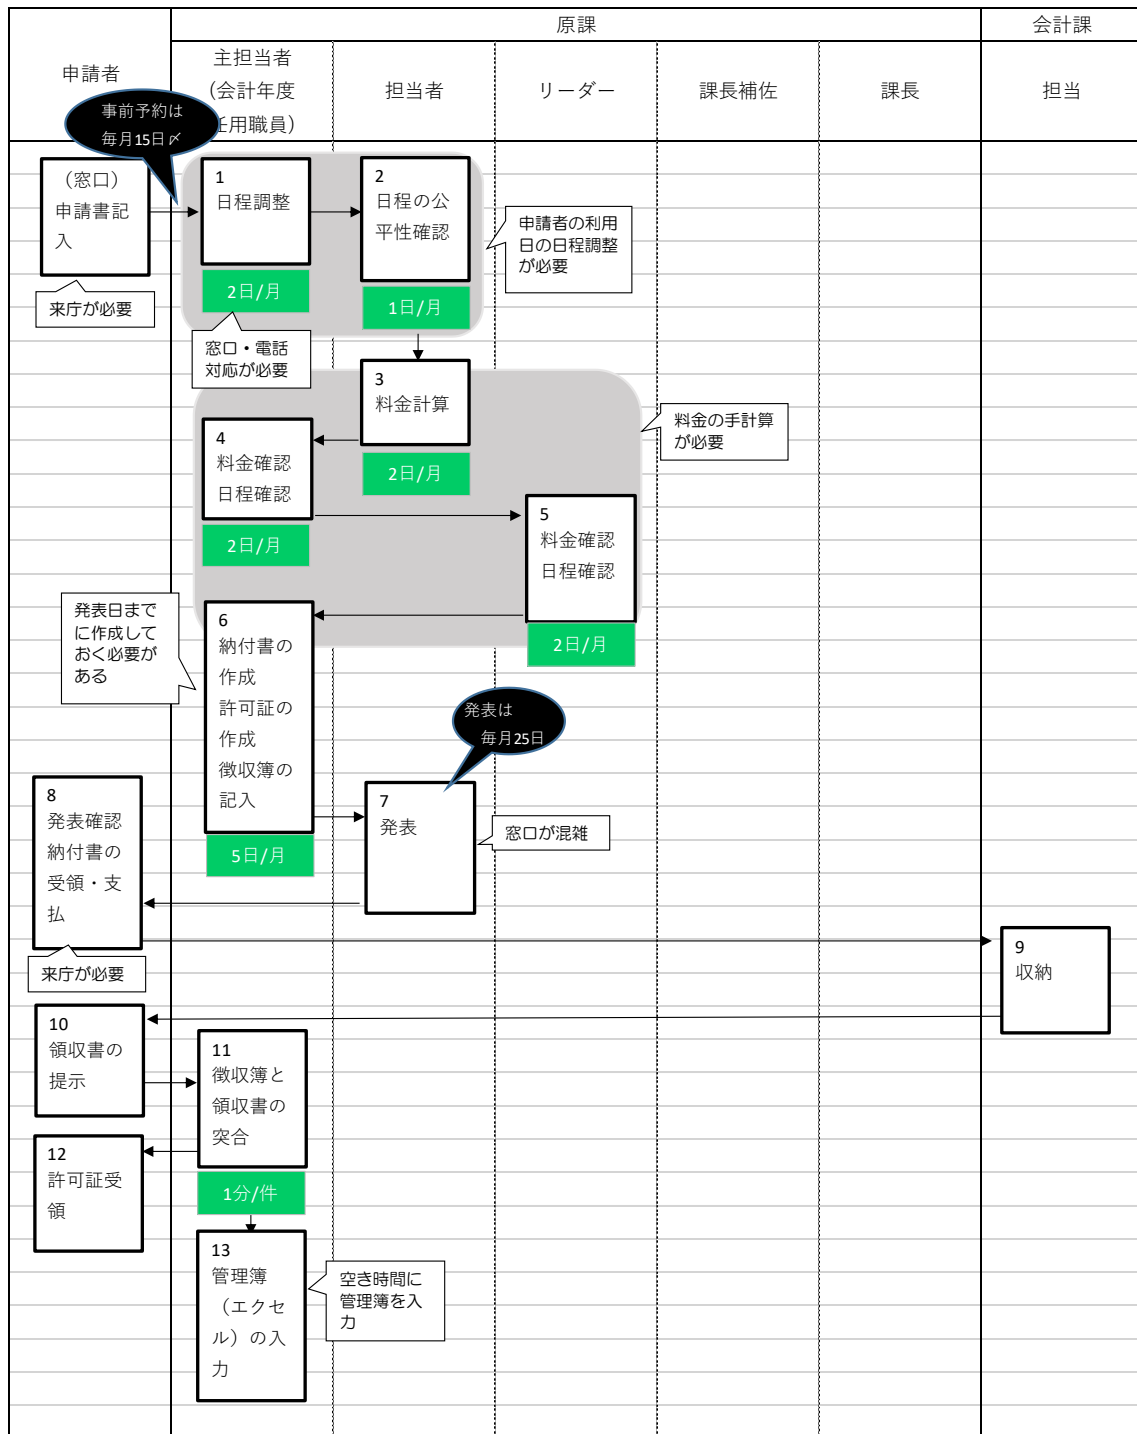 原課
会計課
申請者
主担当者
(会計年度
任用職員)
担当者
リーダー
課長補佐
課長
担当
事前予約は
毎月15日〆
(窓口)
申請書記
入
1
日程調整
2
日程の公
平性確認
申請者の利用
日の日程調整
が必要
2日/月
1日/月
来庁が必要
窓口・電話
対応が必要
3
料金計算
料金の手計算
が必要
4
料金確認
日程確認
2日/月
5
料金確認
日程確認
2日/月
発表日まで
に作成して
おく必要が
ある
6
納付書の
作成
許可証の
作成
徴収簿の
記入
2日/月
発表は
毎月25日
8
発表確認
納付書の
受領・支
払
7
発表
窓口が混雑
5日/月
来庁が必要
9
収納
10
領収書の
提示
11
徴収簿と
領収書の
突合
12
許可証受
領
1分/件
13
管理簿
(エクセ
ル)の入
力
空き時間に
管理簿を入
力